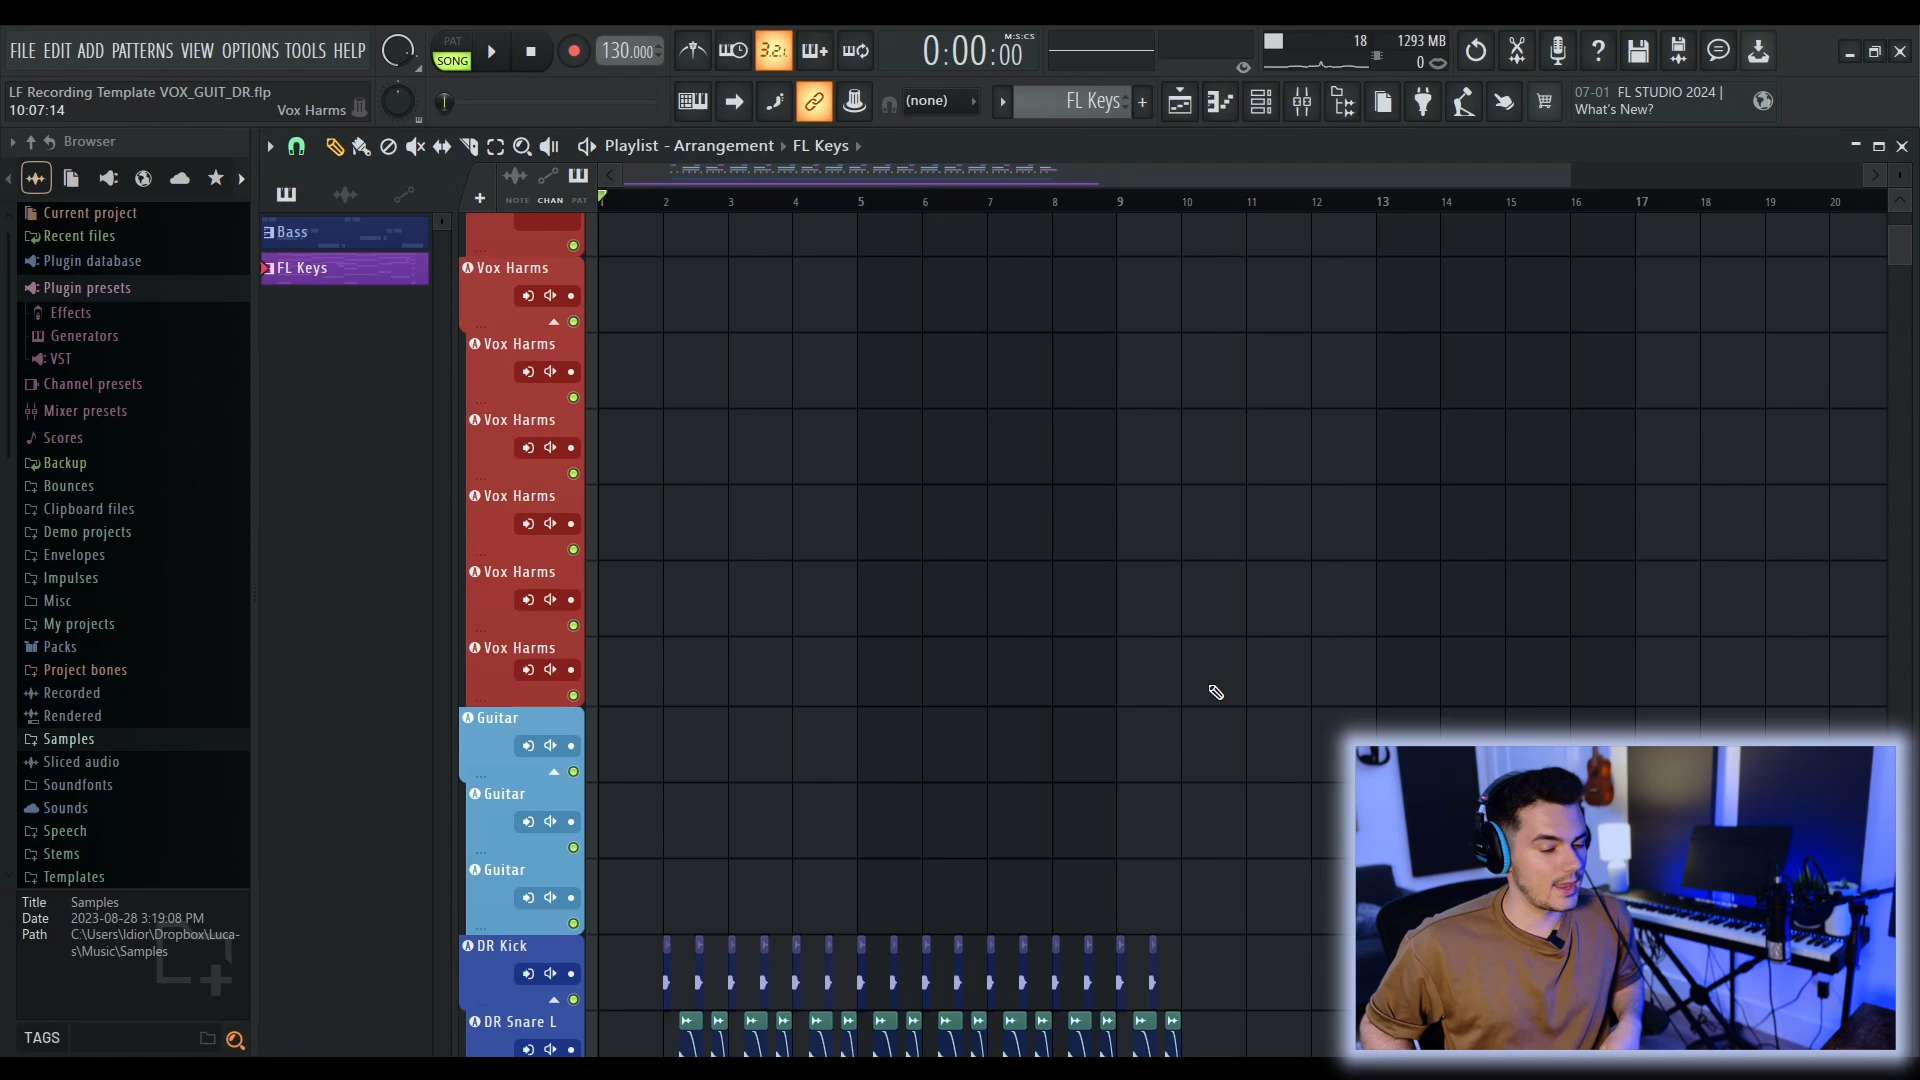 FILE EDIT ADD PATTERNS VIEW OPTIONS TOOLS HELP
PAT
SONG
130.000
3.2.1
M:S:CS
0:00:00
18
1293 MB
0
LF Recording Template VOX_GUIT_DR.flp
10:07:14
Vox Harms
(none)
FL Keys
07-01 FL STUDIO 2024 |
What's New?
Browser
Playlist - Arrangement
FL Keys
NOTE CHAN PAT
1 2 3 4 5 6 7 8 9 10 11 12 13 14 15 16 17 18 19 20
Current project
Recent files
Plugin database
Plugin presets
Effects
Generators
VST
Channel presets
Mixer presets
Scores
Backup
Bounces
Clipboard files
Demo projects
Envelopes
Impulses
Misc
My projects
Packs
Project bones
Recorded
Rendered
Samples
Sliced audio
Soundfonts
Sounds
Speech
Stems
Templates
Title Samples
Date 2023-08-28 3:19:08 PM
Path C:\Users\Idior\Dropbox\Luca-
s\Music\Samples
TAGS
Bass
FL Keys
Vox Harms
Vox Harms
Vox Harms
Vox Harms
Vox Harms
Vox Harms
Guitar
Guitar
Guitar
DR Kick
DR Snare L